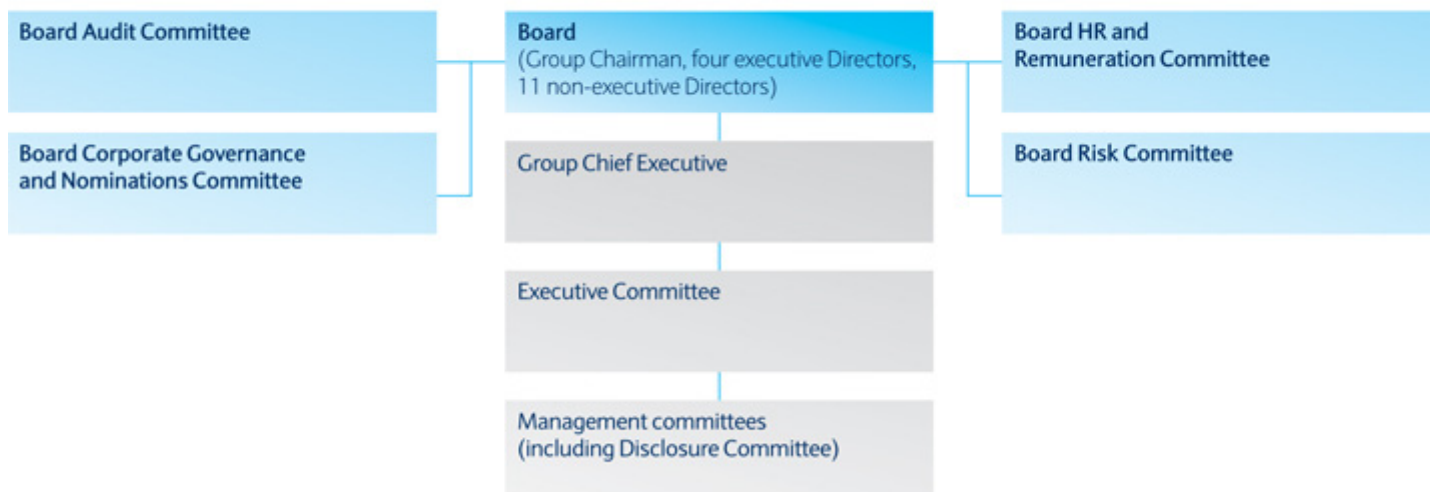 Board Audit Committee
Board
(Group Chairman, four executive Directors,
11 non-executive Directors)
Board HR and
Remuneration Committee
Board Corporate Governance
and Nominations Committee
Group Chief Executive
Board Risk Committee
Executive Committee
Management committees
(including Disclosure Committee)